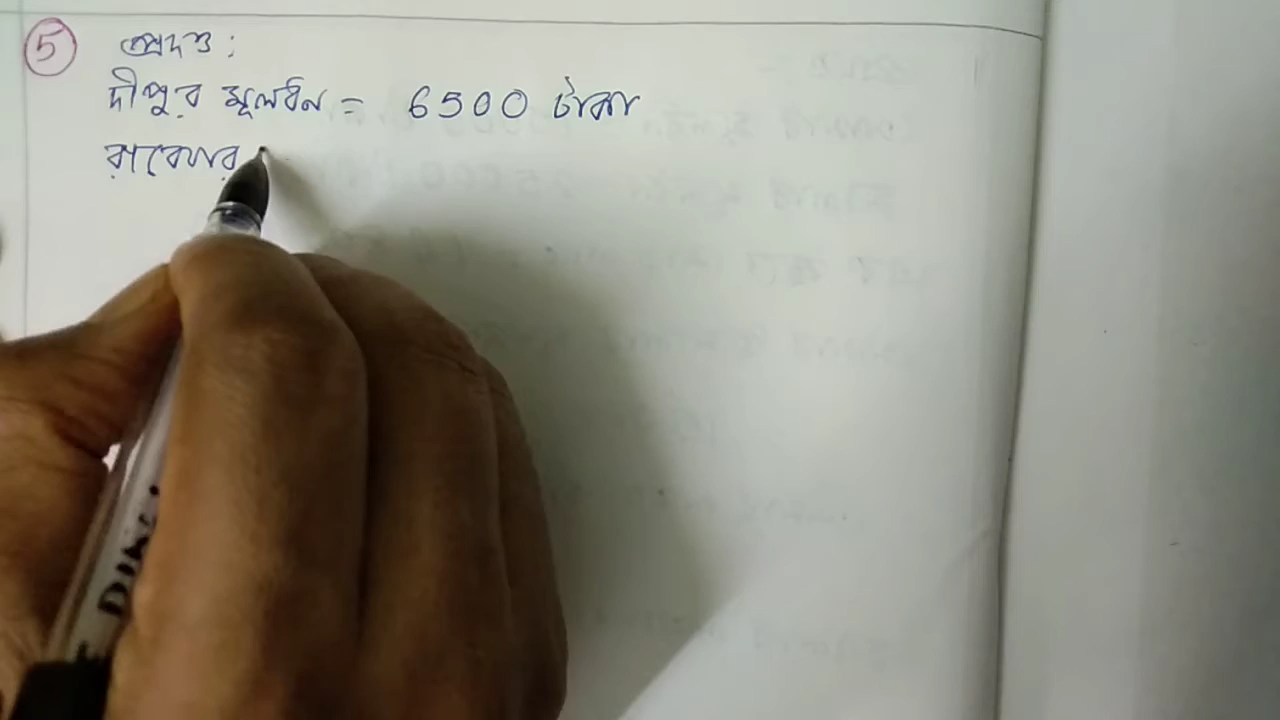 5 প্রদত্ত :
দীপুর মূলধন = 6500 টাকা
রাবেয়ার